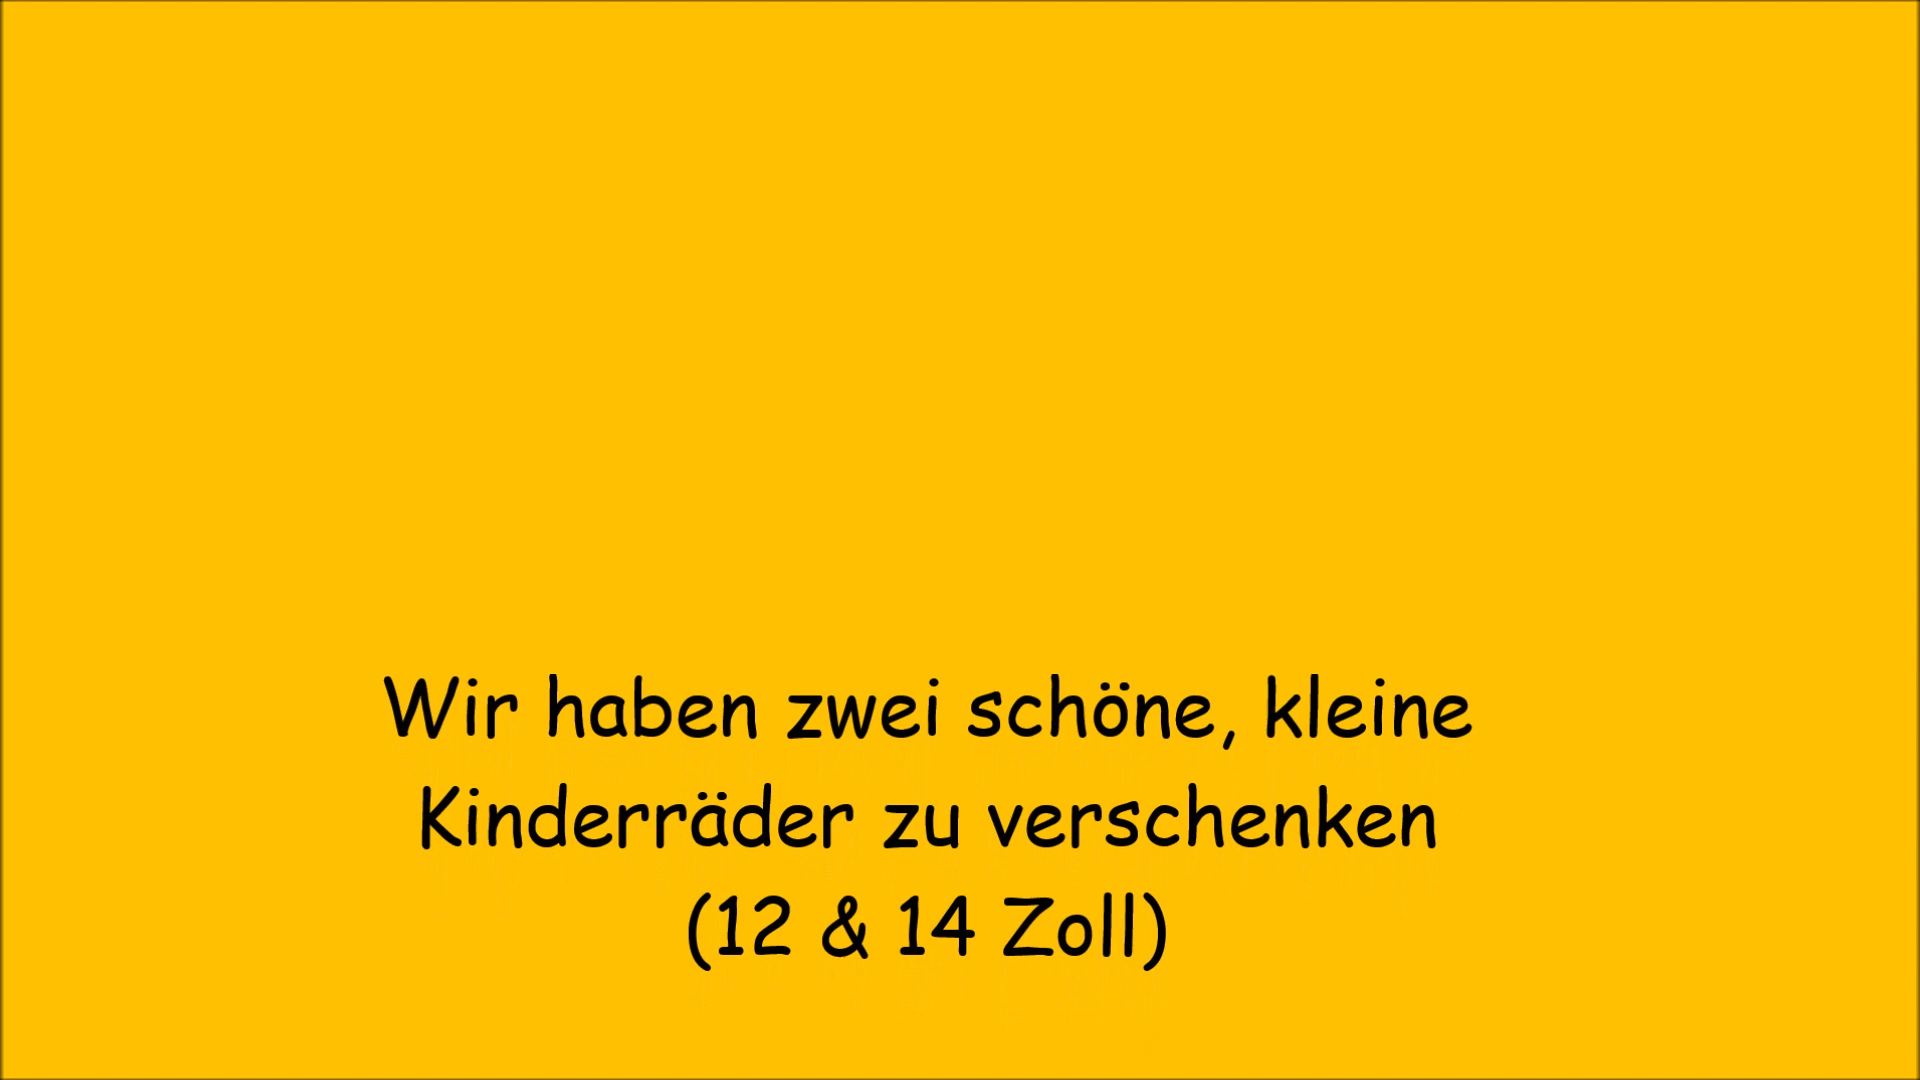 Wir haben zwei schöne, kleine
Kinderräder zu verschenken
(12 & 14 Zoll)